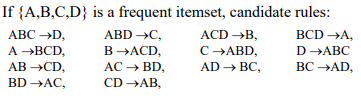 If {A,B,C,D} is a frequent itemset, candidate rules:
ABC →D, ABD →C, ACD →B, BCD →A,
A →BCD, B →ACD, C →ABD, D →ABC
AB →CD, AC → BD, AD → BC, BC →AD,
BD →AC, CD →AB,